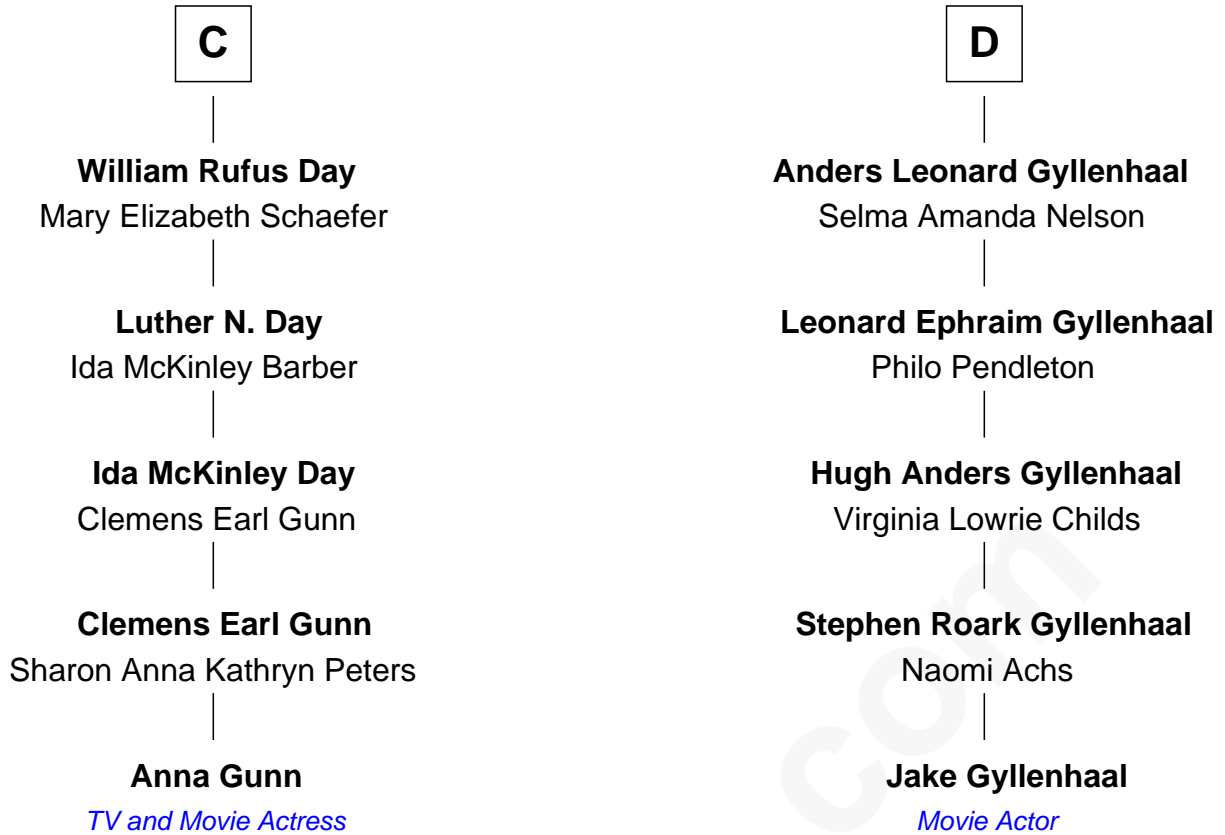 C
William Rufus Day
Mary Elizabeth Schaefer
Luther N. Day
Ida McKinley Barber
Ida McKinley Day
Clemens Earl Gunn
Clemens Earl Gunn
Sharon Anna Kathryn Peters
Anna Gunn
TV and Movie Actress
D
Anders Leonard Gyllenhaal
Selma Amanda Nelson
Leonard Ephraim Gyllenhaal
Philo Pendleton
Hugh Anders Gyllenhaal
Virginia Lowrie Childs
Stephen Roark Gyllenhaal
Naomi Achs
Jake Gyllenhaal
Movie Actor
com